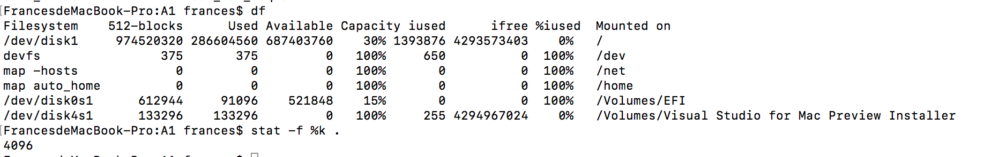 FrancesdeMacBook-Pro:A1 frances$ df
Filesystem    512-blocks      Used Available Capacity iused      ifree %iused  Mounted on
/dev/disk1     974520320 286604560 687403760    30% 1393876 4293573403    0%   /
devfs                375       375         0   100%     650          0  100%   /dev
map -hosts             0         0         0   100%       0          0  100%   /net
map auto_home          0         0         0   100%       0          0  100%   /home
/dev/disk0s1      612944     91096    521848    15%       0          0  100%   /Volumes/EFI
/dev/disk4s1      133296    133296         0   100%     255 4294967024    0%   /Volumes/Visual Studio for Mac Preview Installer
FrancesdeMacBook-Pro:A1 frances$ stat -f %k .
4096